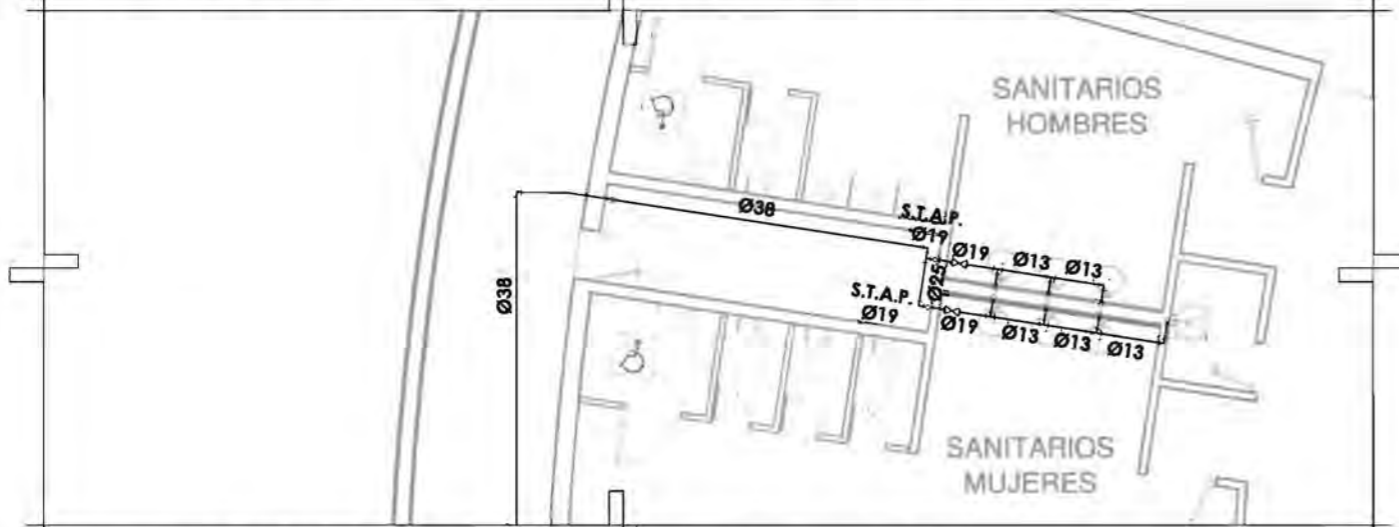 SANITARIOS
HOMBRES
Ø38
S.T.A.P.
Ø19
Ø19
Ø13
Ø13
Ø25
Ø38
S.T.A.P.
Ø19
Ø19
Ø13
Ø13
Ø13
SANITARIOS
MUJERES